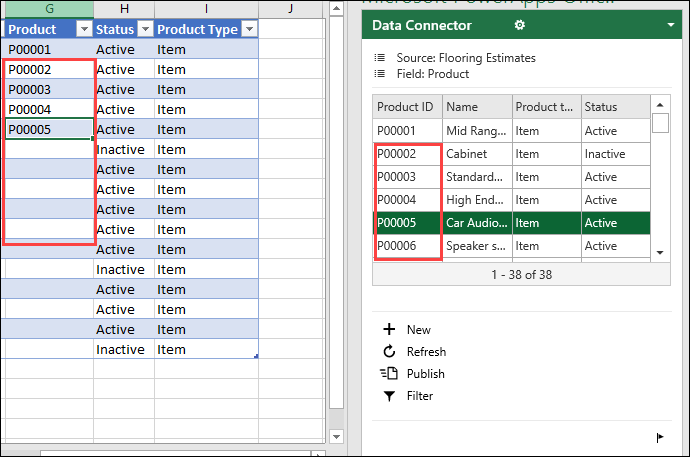 Microsoft PowerApps Office
G H I J
Product Status Product Type
P00001 Active Item
P00002 Active Item
P00003 Active Item
P00004 Active Item
P00005 Active Item
Inactive Item
Active Item
Active Item
Active Item
Active Item
Active Item
Inactive Item
Active Item
Active Item
Active Item
Inactive Item
Data Connector
Source: Flooring Estimates
Field: Product
Product ID Name Product t... Status
P00001 Mid Rang... Item Active
P00002 Cabinet Item Inactive
P00003 Standard... Item Active
P00004 High End... Item Active
P00005 Car Audio... Item Active
P00006 Speaker s... Item Active
1 - 38 of 38
New
Refresh
Publish
Filter